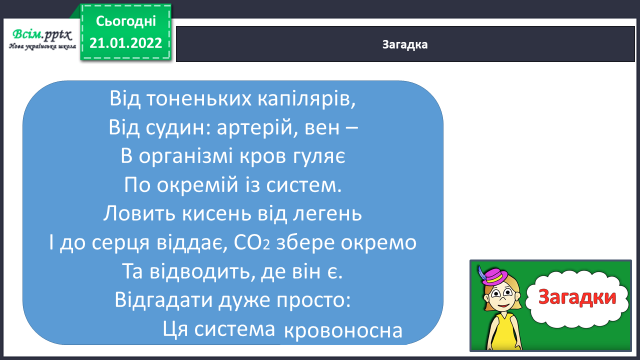 Всім.pptx
Нова українська школа
Сьогодні
21.01.2022
Загадка
Від тоненьких капілярів,
Від судин: артерій, вен –
В організмі кров гуляє
По окремій із систем.
Ловить кисень від легень
І до серця віддає, СО2 збере окремо
Та відводить, де він є.
Відгадати дуже просто:
Ця система кровоносна
Загадки